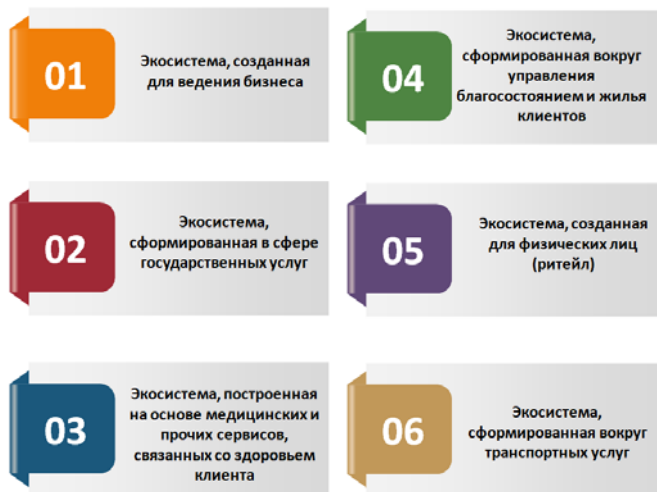 01
Экосистема, созданная
для ведения бизнеса
02
Экосистема,
сформированная в сфере
государственных услуг
03
Экосистема, построенная
на основе медицинских и
прочих сервисов,
связанных со здоровьем
клиента
04
Экосистема,
сформированная вокруг
управления
благосостоянием и жилья
клиентов
05
Экосистема, созданная
для физических лиц
(ритейл)
06
Экосистема,
сформированная вокруг
транспортных услуг